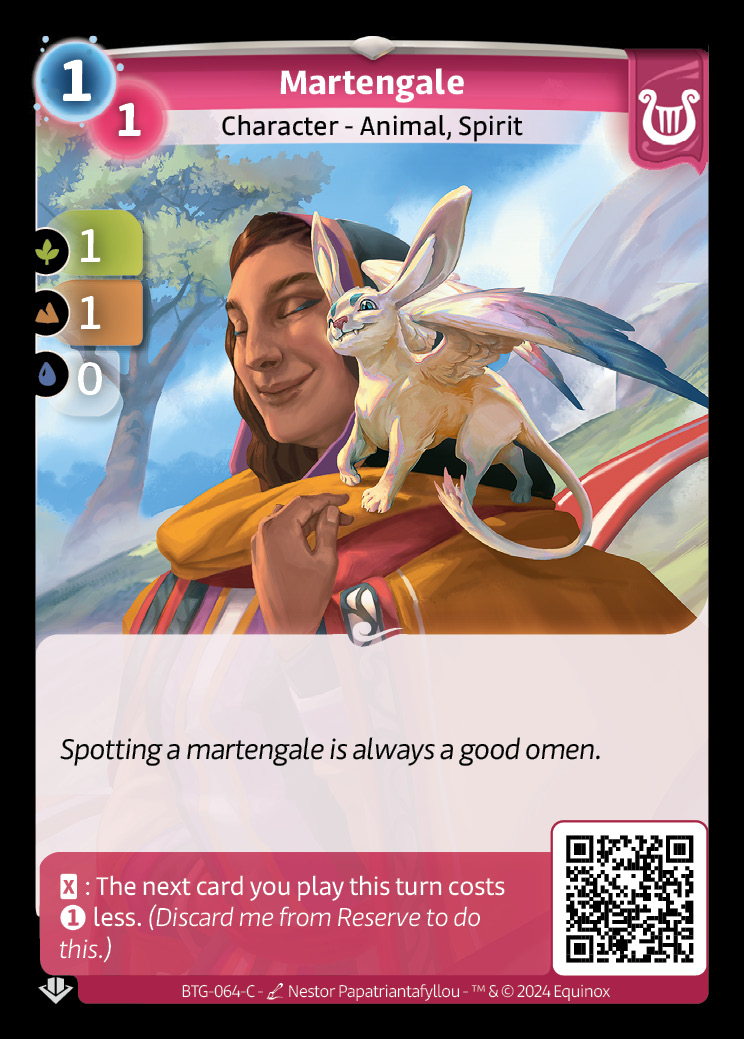 1
1
Martengale
Character - Animal, Spirit
1
1
0
Spotting a martengale is always a good omen.
X : The next card you play this turn costs
1 less. (Discard me from Reserve to do
this.)
BTG-064-C - Nestor Papatriantafyllou - ™ & © 2024 Equinox